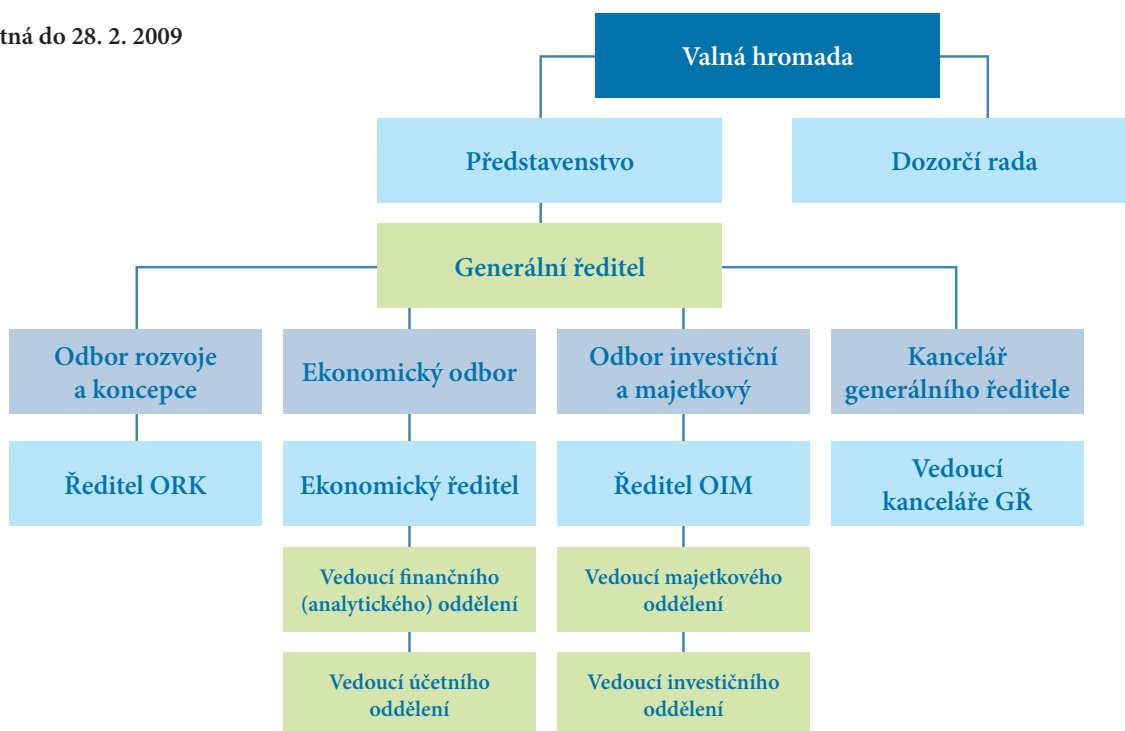 tná do 28. 2. 2009
Valná hromada
Představenstvo
Dozorčí rada
Generální ředitel
Odbor rozvoje
a koncepce
Ekonomický odbor
Odbor investiční
a majetkový
Kancelář
generálního ředitele
Ředitel ORK
Ekonomický ředitel
Ředitel OIM
Vedoucí
kanceláře GŘ
Vedoucí finančního
(analytického) oddělení
Vedoucí majetkového
oddělení
Vedoucí účetního
oddělení
Vedoucí investičního
oddělení